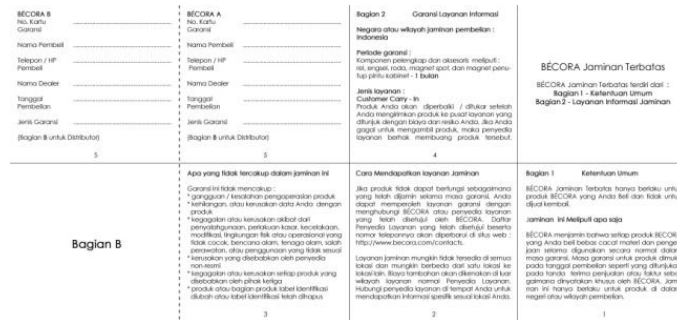 BÉCORA B
No. Kartu
Garansi
Nama Pembeli
Telepon / HP
Pembeli
Nama Dealer
Tanggal
Pembelian
Jenis Garansi
(Bagian B untuk Distributor)
5
BÉCORA A
No. Kartu
Garansi
Nama Pembeli
Telepon / HP
Pembeli
Nama Dealer
Tanggal
Pembelian
Jenis Garansi
(Bagian B untuk Distributor)
5
Bagian 2 Garansi Layanan Informasi
Negara atau wilayah jaminan pembelian :
Indonesia
Periode garansi :
Komponen pelengkap dan aksesoris meliputi :
rel, engsel, roda, magnet spot, dan magnet penu-
tup pintu kabinet - 1 bulan
Jenis layanan :
Customer Carry - In
Produk Anda akan diperbaiki / ditukar setelah
Anda mengirimkan produk ke pusat layanan yang
ditunjuk dengan biaya dan resiko Anda. Jika Anda
gagal untuk mengambil produk, maka penyedia
layanan berhak membuang produk tersebut.
4
BÉCORA Jaminan Terbatas
BÉCORA Jaminan Terbatas terdiri dari :
Bagian 1 - Ketentuan Umum
Bagian 2 - Layanan Informasi Jaminan
Bagian B
Apa yang tidak tercakup dalam jaminan ini
Garansi ini tidak mencakup :
* gangguan / kesalahan pengoperasian produk
* kehilangan, atau kerusakan data Anda dengan
produk
* kegagalan atau kerusakan akibat dari
penyalahgunaan, perlakuan kasar, kecelakaan,
modifikasi, lingkungan fisik atau operasional yang
tidak cocok, bencana alam, tenaga alam, salah
perawatan, atau penggunaan yang tidak sesuai
* kerusakan yang disebabkan oleh penyedia
non-resmi
* kegagalan atau kerusakan setiap produk yang
disebabkan oleh pihak ketiga
* produk atau bagian produk label identifikasi
diubah atau label identifikasi telah dihapus
3
Cara Mendapatkan layanan Jaminan
Jika produk tidak dapat berfungsi sebagaimana
yang telah dijamin selama masa garansi, Anda
dapat memperoleh layanan garansi dengan
menghubungi BÉCORA atau penyedia layanan
yang telah disetujui oleh BÉCORA. Daftar
Penyedia Layanan yang telah disetujui beserta
nomor teleponnya akan diperbarui di situs web :
http://www.becora.com/contacts.
Layanan jaminan mungkin tidak tersedia di semua
lokasi dan mungkin berbeda dari satu lokasi ke
lokasi lain. Biaya tambahan akan dikenakan di luar
wilayah layanan normal Penyedia Layanan.
Hubungi penyedia layanan di tempat Anda untuk
mendapatkan informasi spesifik sesuai lokasi Anda.
2
Bagian 1 Ketentuan Umum
BÉCORA Jaminan Terbatas hanya berlaku untuk
produk BÉCORA yang Anda Beli dan tidak untuk
dijual kembali.
Jaminan ini Meliputi apa saja
BÉCORA menjamin bahwa setiap produk BÉCORA
yang Anda beli bebas cacat materi dan penger-
jaan selama digunakan secara normal dalam
masa garansi. Masa garansi untuk produk dimulai
pada tanggal pembelian seperti yang ditunjukan
pada tanda terima penjualan atau faktur seba-
gaimana dinyatakan khusus oleh BÉCORA. Jami-
nan ini hanya berlaku untuk produk di dalam
negeri atau wilayah pembelian.
1